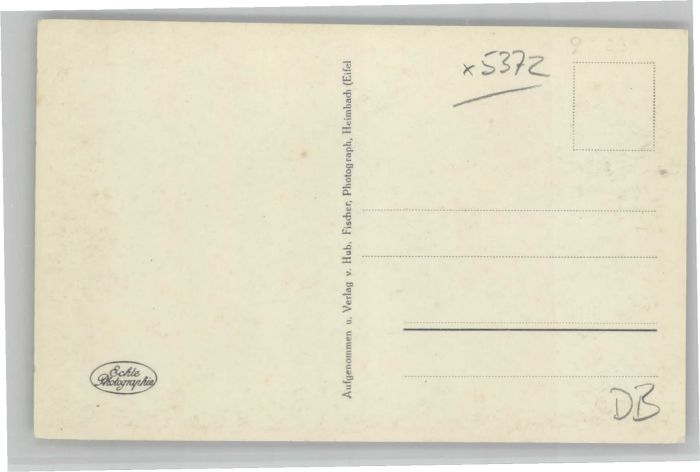 Echte
Photographie
Aufgenommen u. Verlag v. Hub. Fischer, Photograph, Heimbach (Eifel
x5372
DB